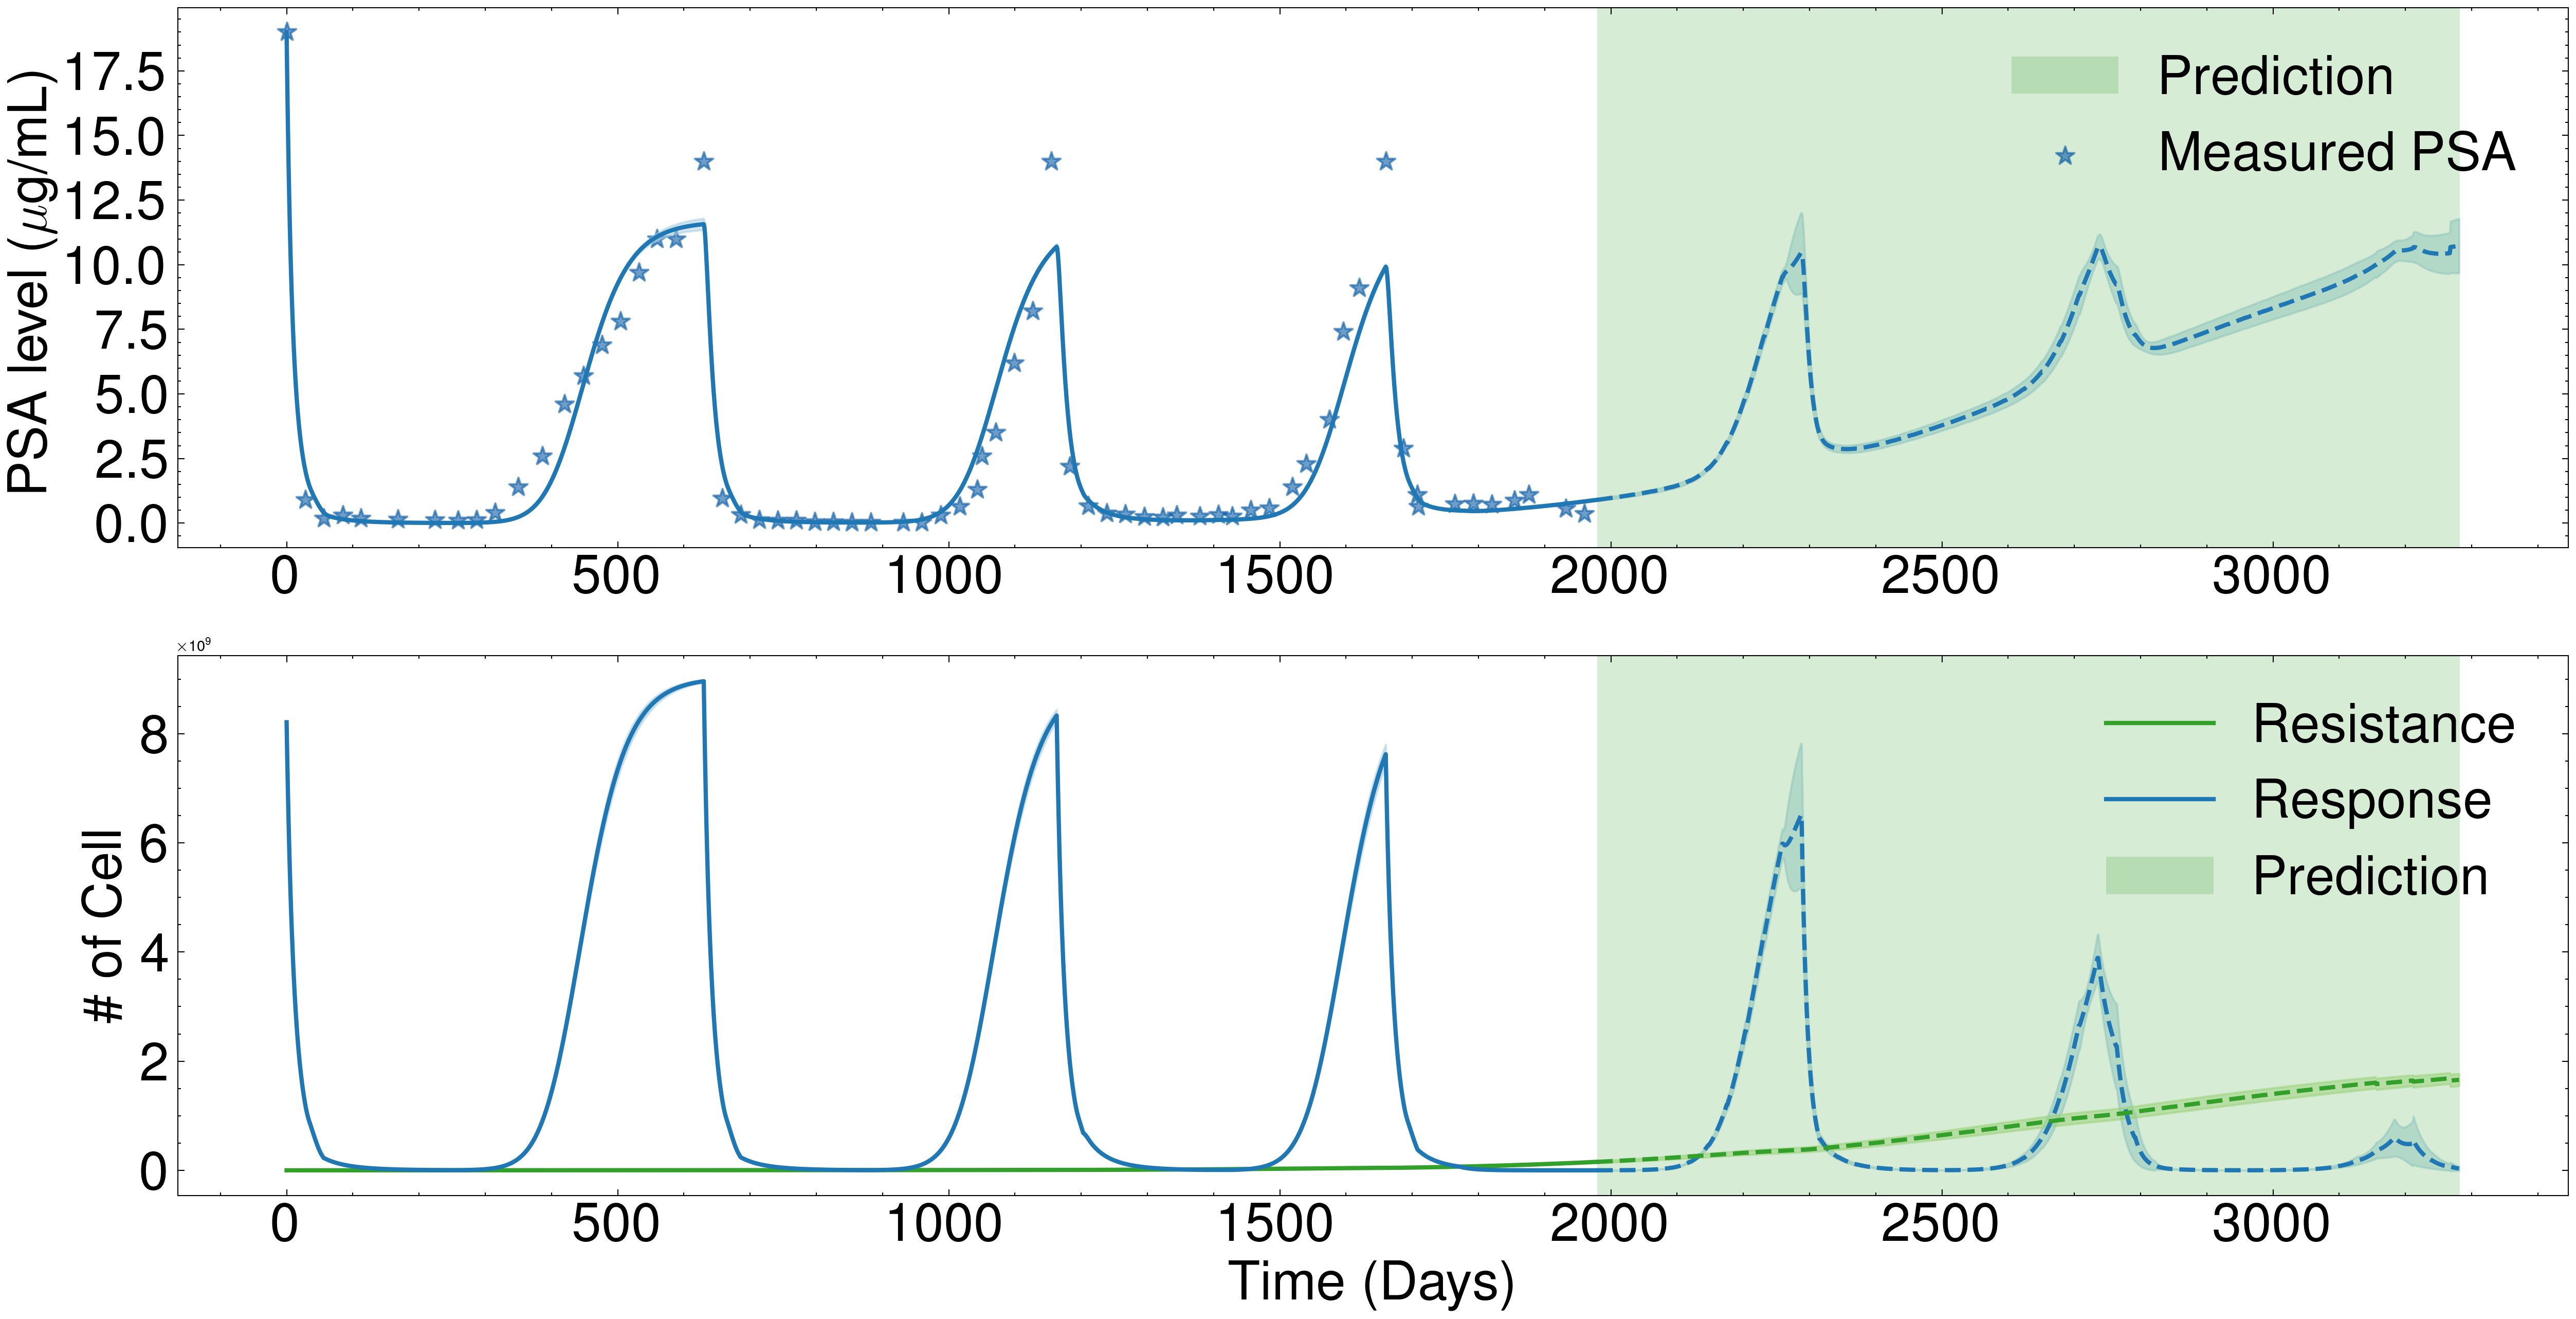 PSA level (μg/mL)
17.5
15.0
12.5
10.0
7.5
5.0
2.5
0.0
Prediction
Measured PSA
0 500 1000 1500 2000 2500 3000
×10⁹
# of Cell
8
6
4
2
0
Resistance
Response
Prediction
0 500 1000 1500 2000 2500 3000
Time (Days)